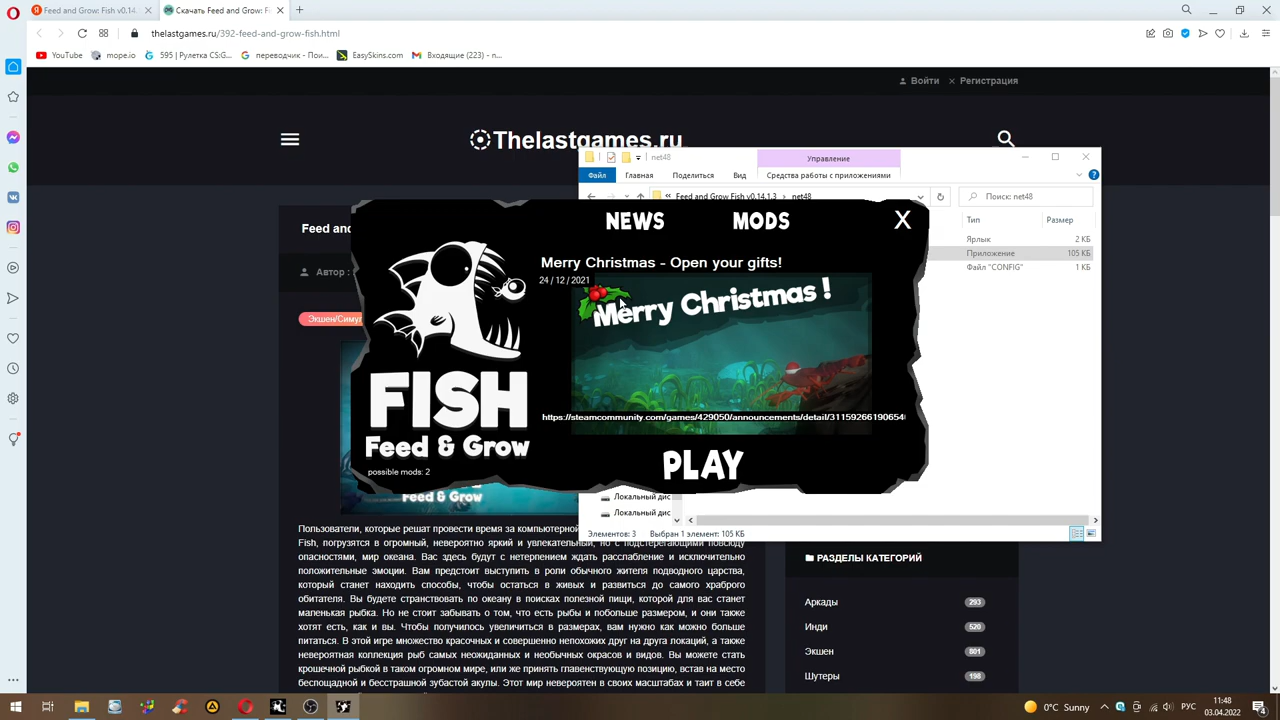 Feed and Grow: Fish v0.14.
Скачать Feed and Grow: F
thelastgames.ru/392-feed-and-grow-fish.html
YouTube
mope.io
595 | Рулетка CS:G...
переводчик - Пои...
EasySkins.com
Входящие (223) - n...
Войти
Регистрация
Thelastgames.ru
net48
Управление
Файл
Главная
Поделиться
Вид
Средства работы с приложениями
Feed and Grow Fish v0.14.1.3
net48
Поиск: net48
Тип
Размер
Ярлык
2 КБ
Приложение
105 КБ
Файл "CONFIG"
1 КБ
Feed and
Автор :
Экшен/Симу
NEWS
MODS
X
Merry Christmas - Open your gifts!
24 / 12 / 2021
Merry Christmas !
https://steamcommunity.com/games/429050/announcements/detail/31159266190654
FISH
Feed & Grow
possible mods: 2
PLAY
Feed & Grow
Локальный дис
Локальный дис
Элементов: 3
Выбран 1 элемент: 105 КБ
Пользователи, которые решат провести время за компьютерной
Fish, погрузятся в огромный, невероятно яркий и увлекательный, но с подстерегающими повсюду
опасностями, мир океана. Вас здесь будут с нетерпением ждать расслабление и исключительно
положительные эмоции. Вам предстоит выступить в роли обычного жителя подводного царства,
который станет находить способы, чтобы остаться в живых и развиться до самого храброго
обитателя. Вы будете странствовать по океану в поисках полезной пищи, которой для вас станет
маленькая рыбка. Но не стоит забывать о том, что есть рыбы и побольше размером, и они также
хотят есть, как и вы. Чтобы получилось увеличиться в размерах, вам нужно как можно больше
питаться. В этой игре множество красочных и совершенно непохожих друг на друга локаций, а также
невероятная коллекция рыб самых неожиданных и необычных окрасов и видов. Вы можете стать
крошечной рыбкой в таком огромном мире, или же принять главенствующую позицию, встав на место
беспощадной и бесстрашной зубастой акулы. Этот мир невероятен в своих масштабах и таит в себе
РАЗДЕЛЫ КАТЕГОРИЙ
Аркады
293
Инди
520
Экшен
801
Шутеры
198
0°C Sunny
РУС
11:48
03.04.2022
4